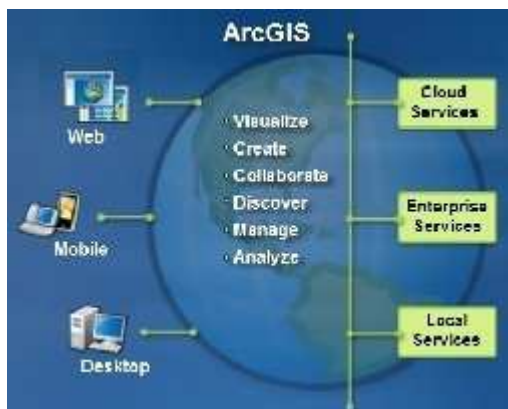 ArcGIS
Web
Mobile
Desktop
· Visualize
· Create
· Collaborate
· Discover
· Manage
· Analyze
Cloud
Services
Enterprise
Services
Local
Services